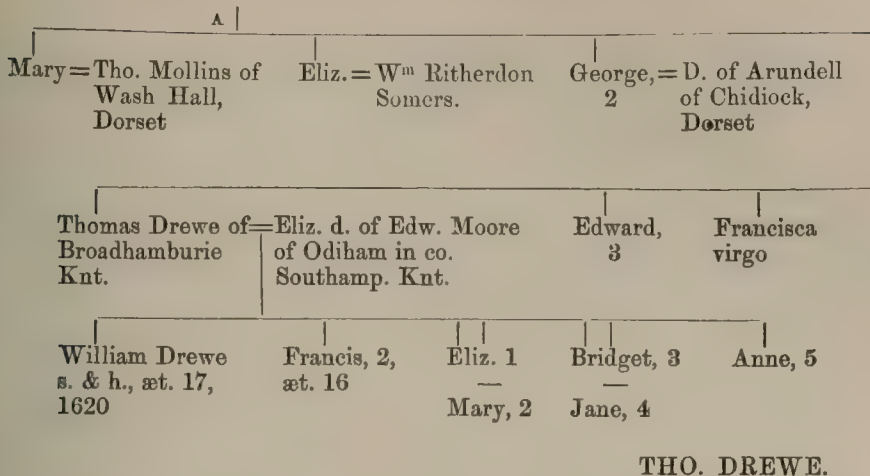 A
Mary=Tho. Mollins of
Wash Hall,
Dorset
Eliz.=Wm Ritherdon
Somers.
George,=D. of Arundell
2 of Chidiock,
Dorset
Thomas Drewe of=Eliz. d. of Edw. Moore
Broadhamburie of Odiham in co.
Knt. Southamp. Knt.
Edward,
3
Francisca
virgo
William Drewe
s. & h., æt. 17,
1620
Francis, 2,
æt. 16
Eliz. 1
—
Mary, 2
Bridget, 3
—
Jane, 4
Anne, 5
THO. DREWE.